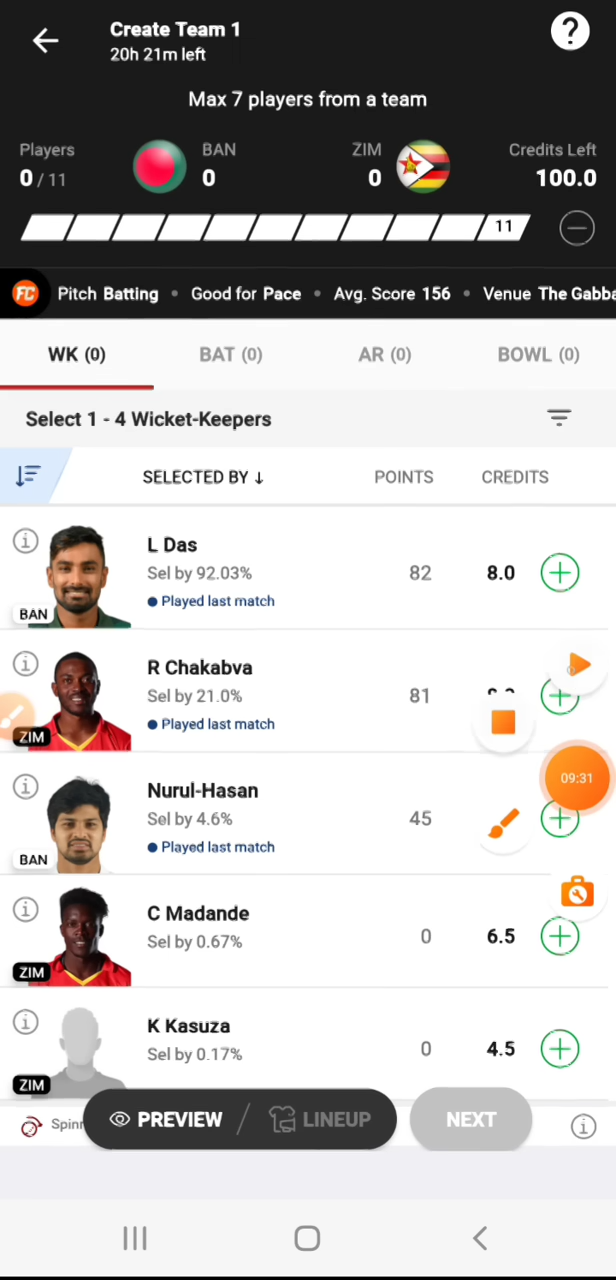 Create Team 1
20h 21m left
Max 7 players from a team
Players BAN ZIM Credits Left
0 / 11 0 0 100.0
11
FC Pitch Batting • Good for Pace • Avg. Score 156 • Venue The Gabba
WK (0) BAT (0) AR (0) BOWL (0)
Select 1 - 4 Wicket-Keepers
SELECTED BY ↓ POINTS CREDITS
L Das
Sel by 92.03% 82 8.0
Played last match
BAN
R Chakabva
Sel by 21.0% 81
Played last match
ZIM
09:31
Nurul-Hasan
Sel by 4.6% 45
Played last match
BAN
C Madande
Sel by 0.67% 0 6.5
ZIM
K Kasuza
Sel by 0.17% 0 4.5
ZIM
PREVIEW / LINEUP NEXT